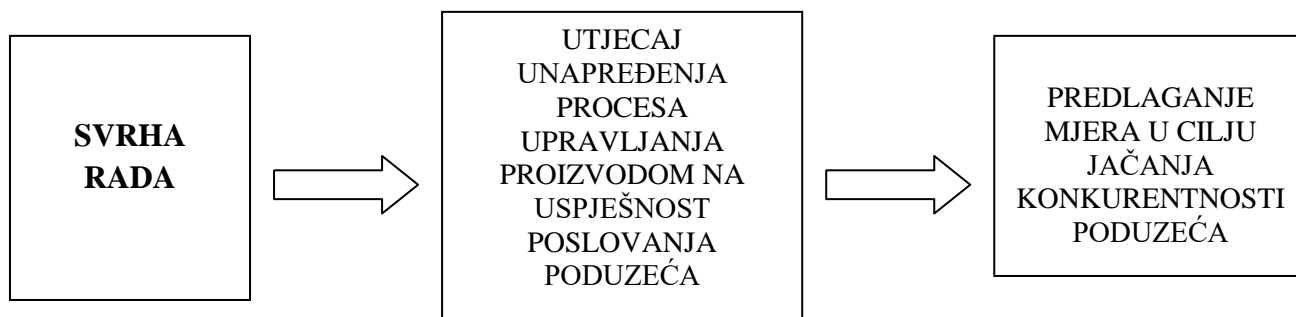 SVRHA
RADA
UTJECAJ
UNAPREĐENJA
PROCESA
UPRAVLJANJA
PROIZVODOM NA
USPJEŠNOST
POSLOVANJA
PODUZEĆA
PREDLAGANJE
MJERA U CILJU
JAČANJA
KONKURENTNOSTI
PODUZEĆA